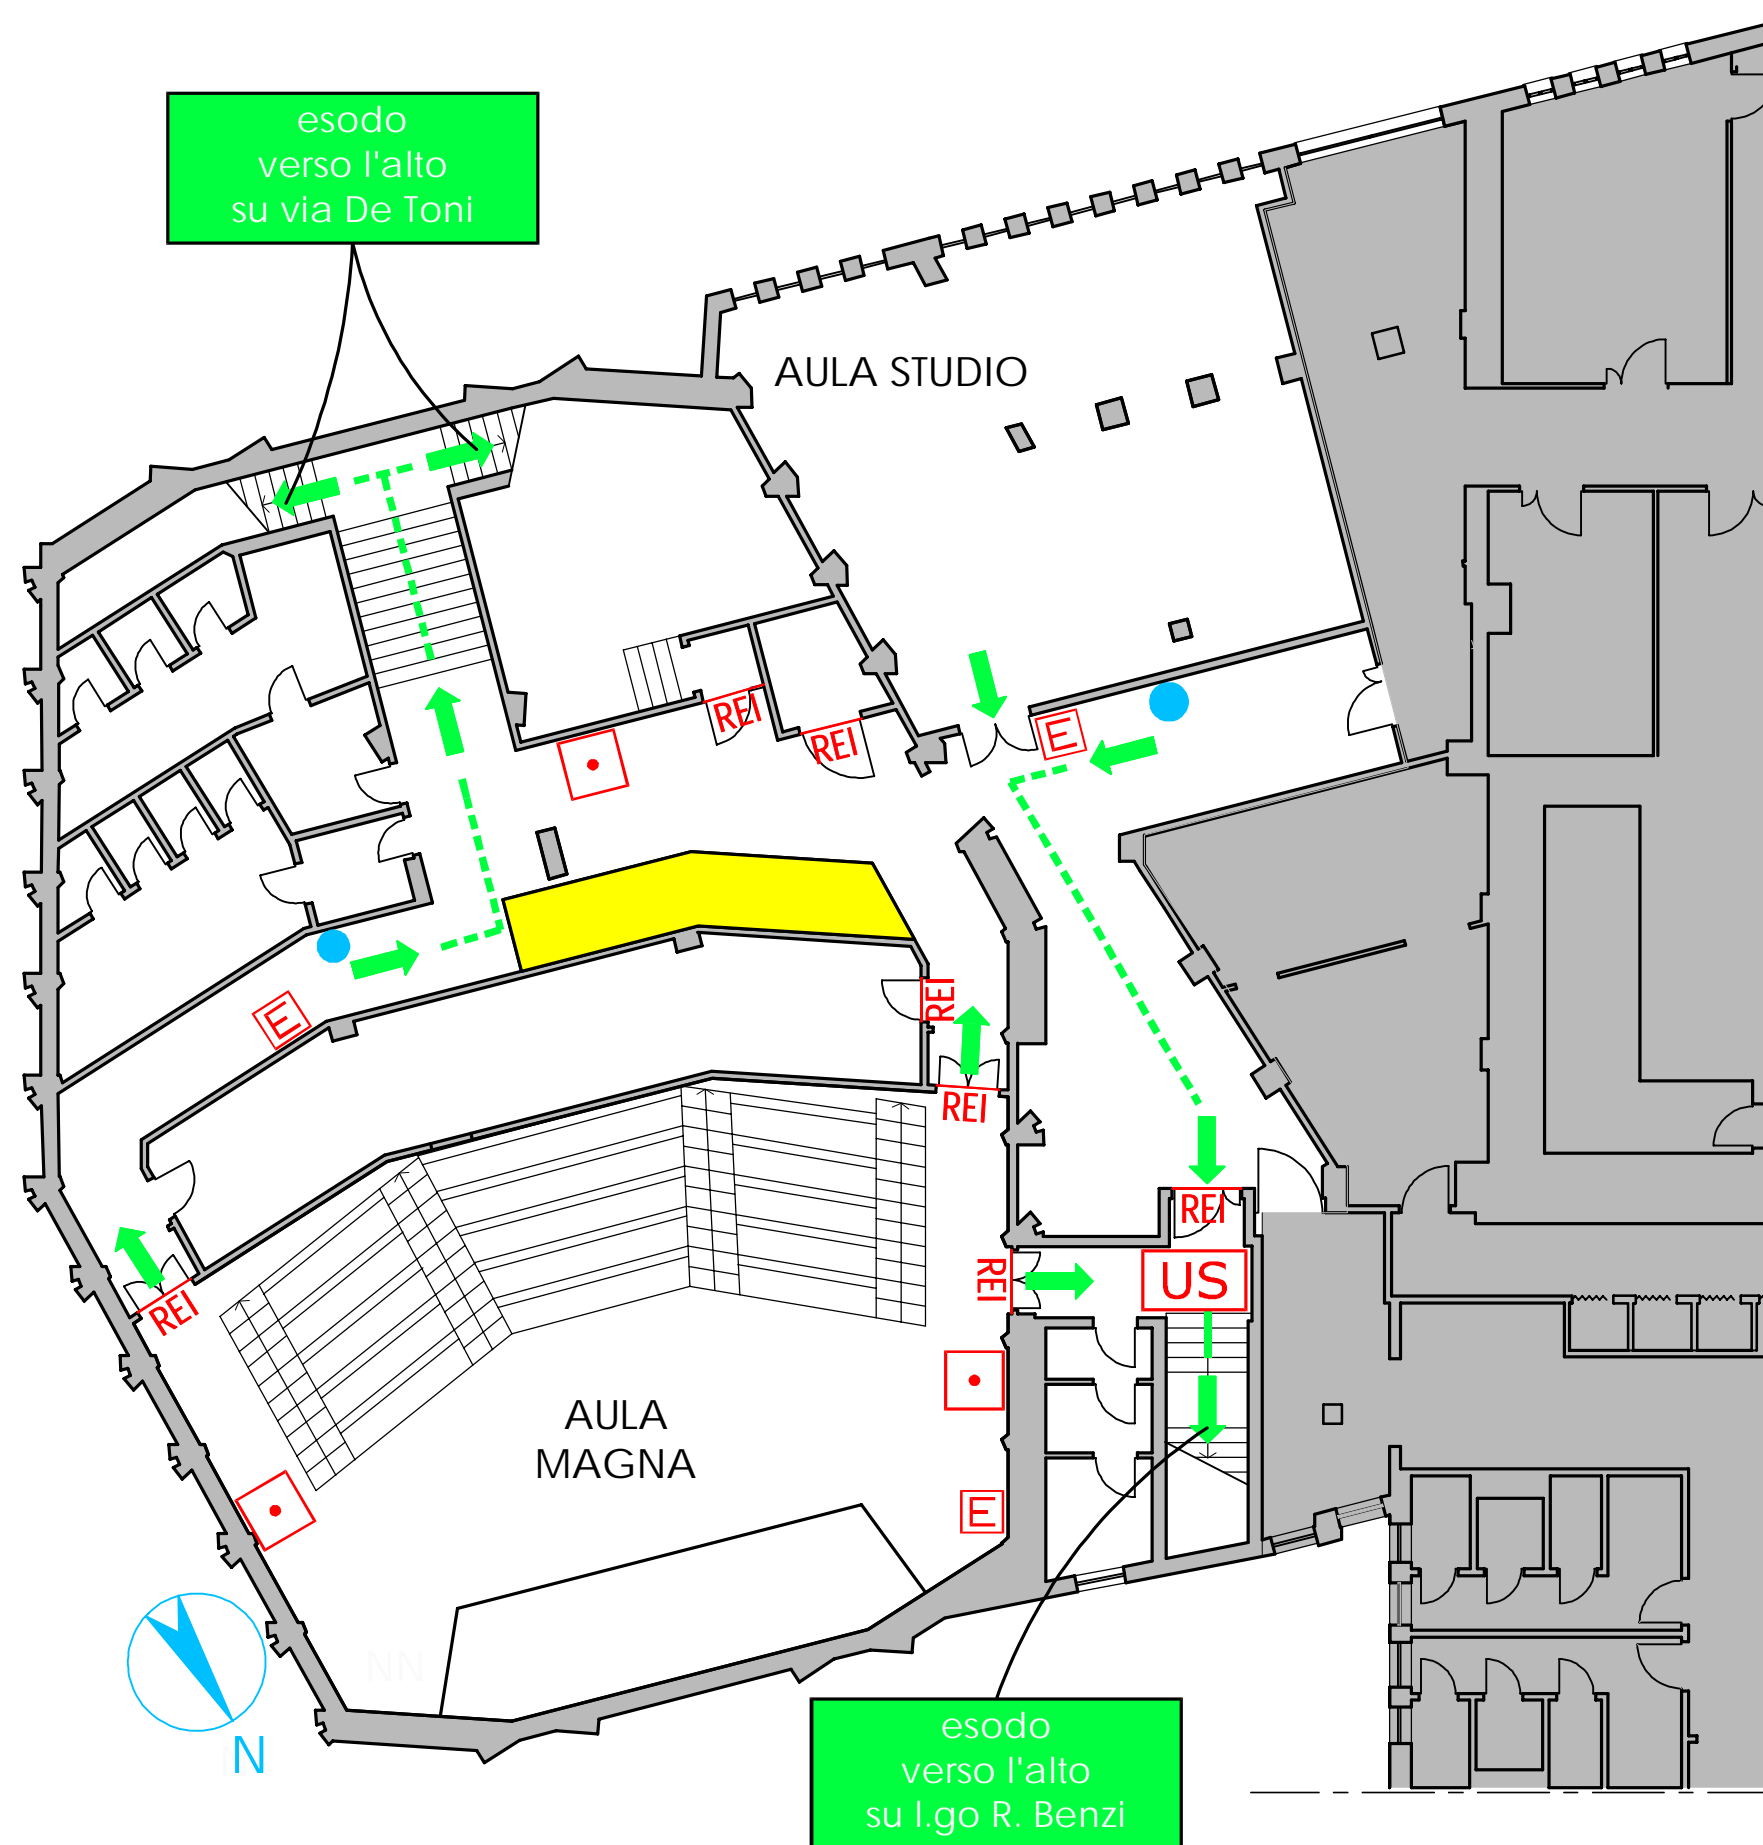 esodo
verso l'alto
su via De Toni
AULA STUDIO
REI
REI
E
E
REI
REI
REI
REI
US
REI
AULA
MAGNA
E
NN
N
esodo
verso l'alto
su l.go R. Benzi